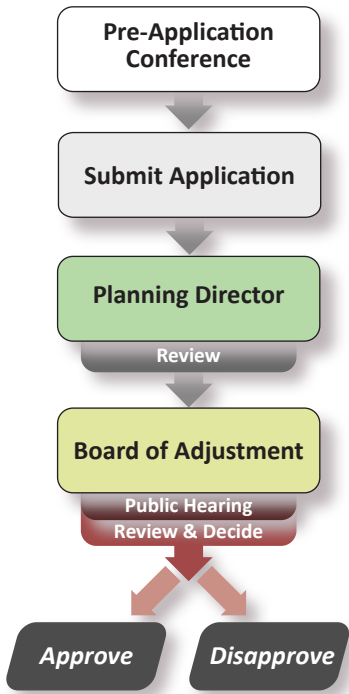 Pre-Application
Conference
Submit Application
Planning Director
Review
Board of Adjustment
Public Hearing
Review & Decide
Approve
Disapprove